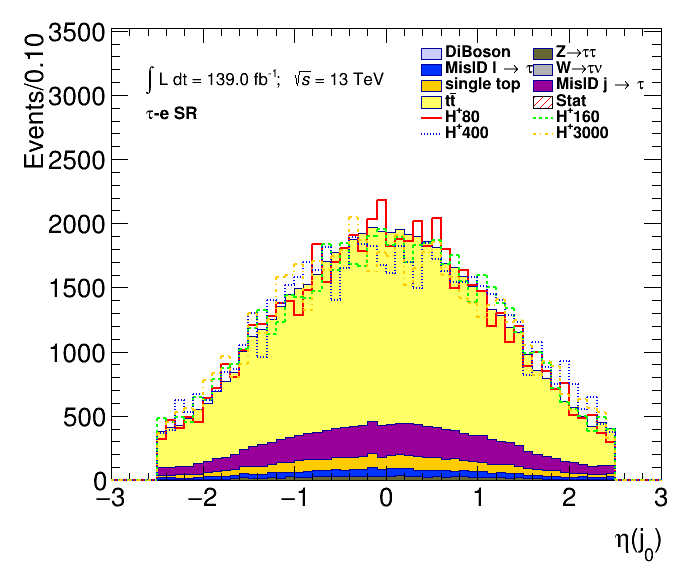 Events/0.10
3500
3000
2500
2000
1500
1000
500
0
∫ L dt = 139.0 fb⁻¹; √s = 13 TeV
τ-e SR
DiBoson
Z→ττ
MisID l → τ
W→τν
single top
MisID j → τ
tt̄
Stat
H⁺80
H⁺160
H⁺400
H⁺3000
−3 −2 −1 0 1 2 3
η(j₀)